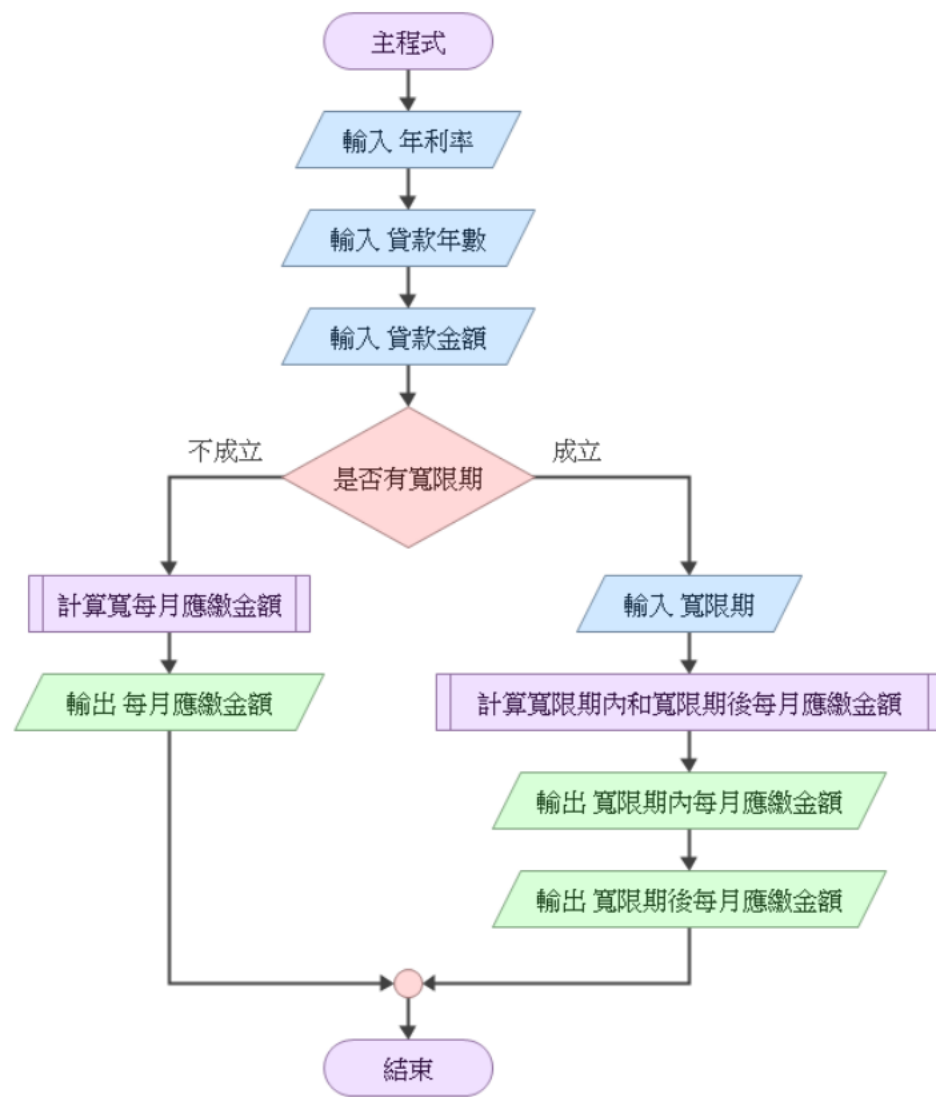 主程式
輸入 年利率
輸入 貸款年數
輸入 貸款金額
是否有寬限期
不成立
成立
計算寬每月應繳金額
輸出 每月應繳金額
輸入 寬限期
計算寬限期內和寬限期後每月應繳金額
輸出 寬限期內每月應繳金額
輸出 寬限期後每月應繳金額
結束